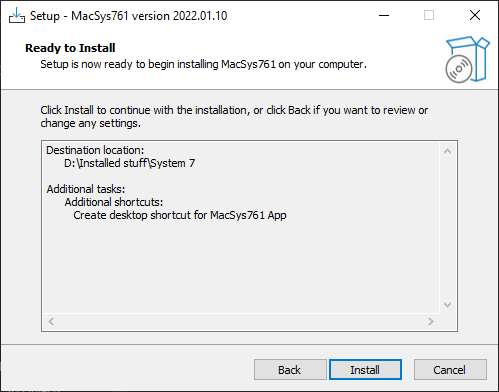 Setup - MacSys761 version 2022.01.10
Ready to Install
Setup is now ready to begin installing MacSys761 on your computer.
Click Install to continue with the installation, or click Back if you want to review or
change any settings.
Destination location:
D:\Installed stuff\System 7
Additional tasks:
Additional shortcuts:
Create desktop shortcut for MacSys761 App
Back
Install
Cancel